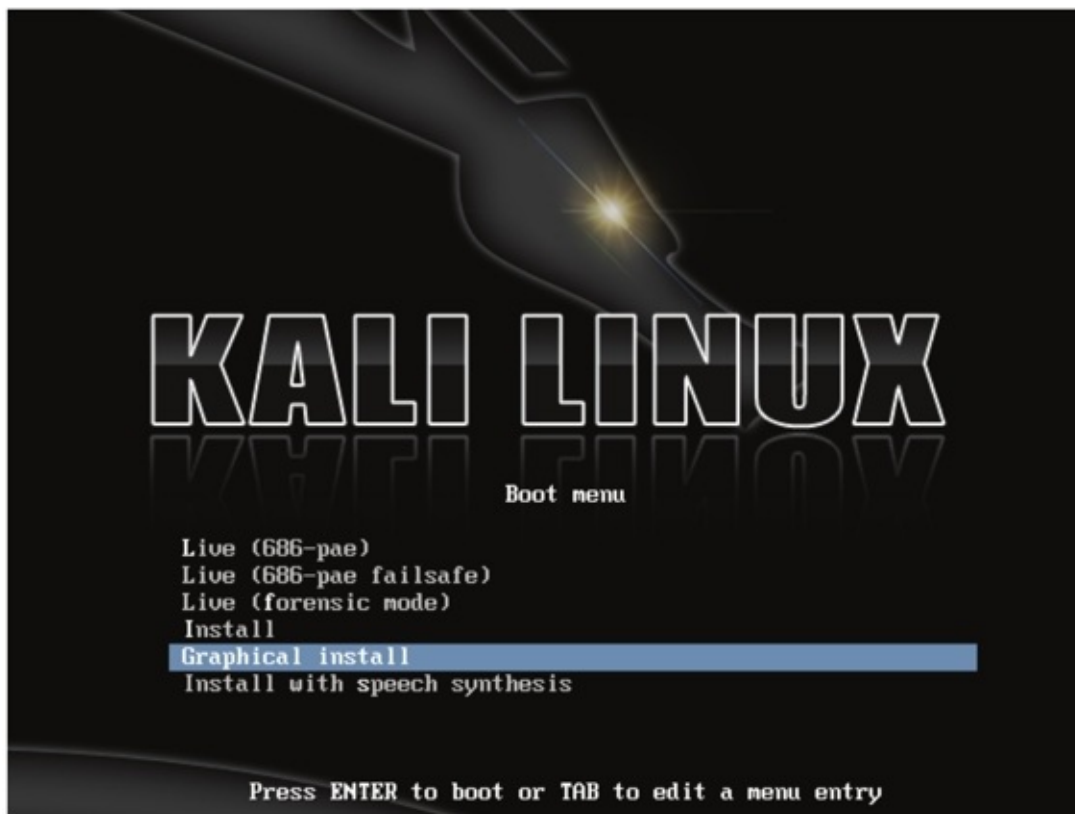 KALI LINUX
Boot menu
Live (686-pae)
Live (686-pae failsafe)
Live (forensic mode)
Install
Graphical install
Install with speech synthesis
Press ENTER to boot or TAB to edit a menu entry